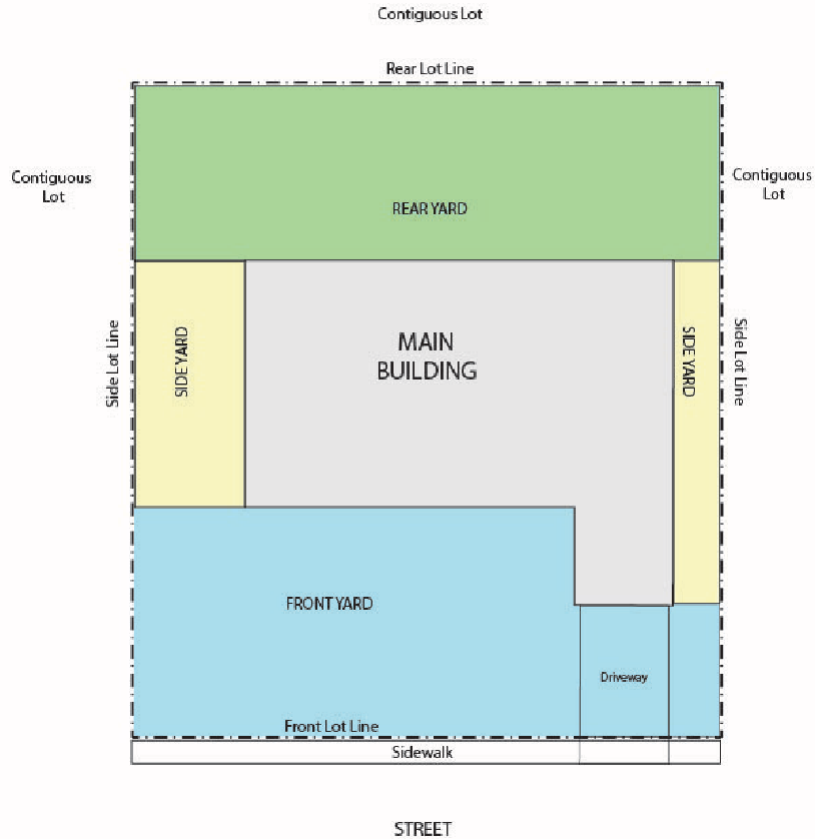 Contiguous Lot
Rear Lot Line
Contiguous
Lot
Contiguous
Lot
REAR YARD
Side Lot Line
SIDE YARD
MAIN
BUILDING
SIDE YARD
Side Lot Line
FRONT YARD
Driveway
Front Lot Line
Sidewalk
STREET